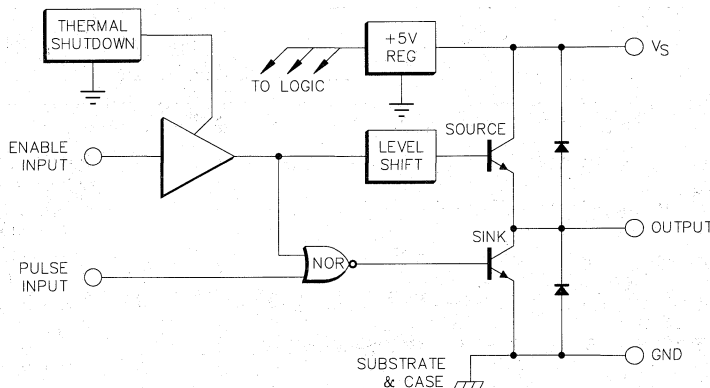 THERMAL
SHUTDOWN
+5V
REG
VS
TO LOGIC
SOURCE
ENABLE
INPUT
LEVEL
SHIFT
OUTPUT
SINK
NOR
PULSE
INPUT
GND
SUBSTRATE
& CASE